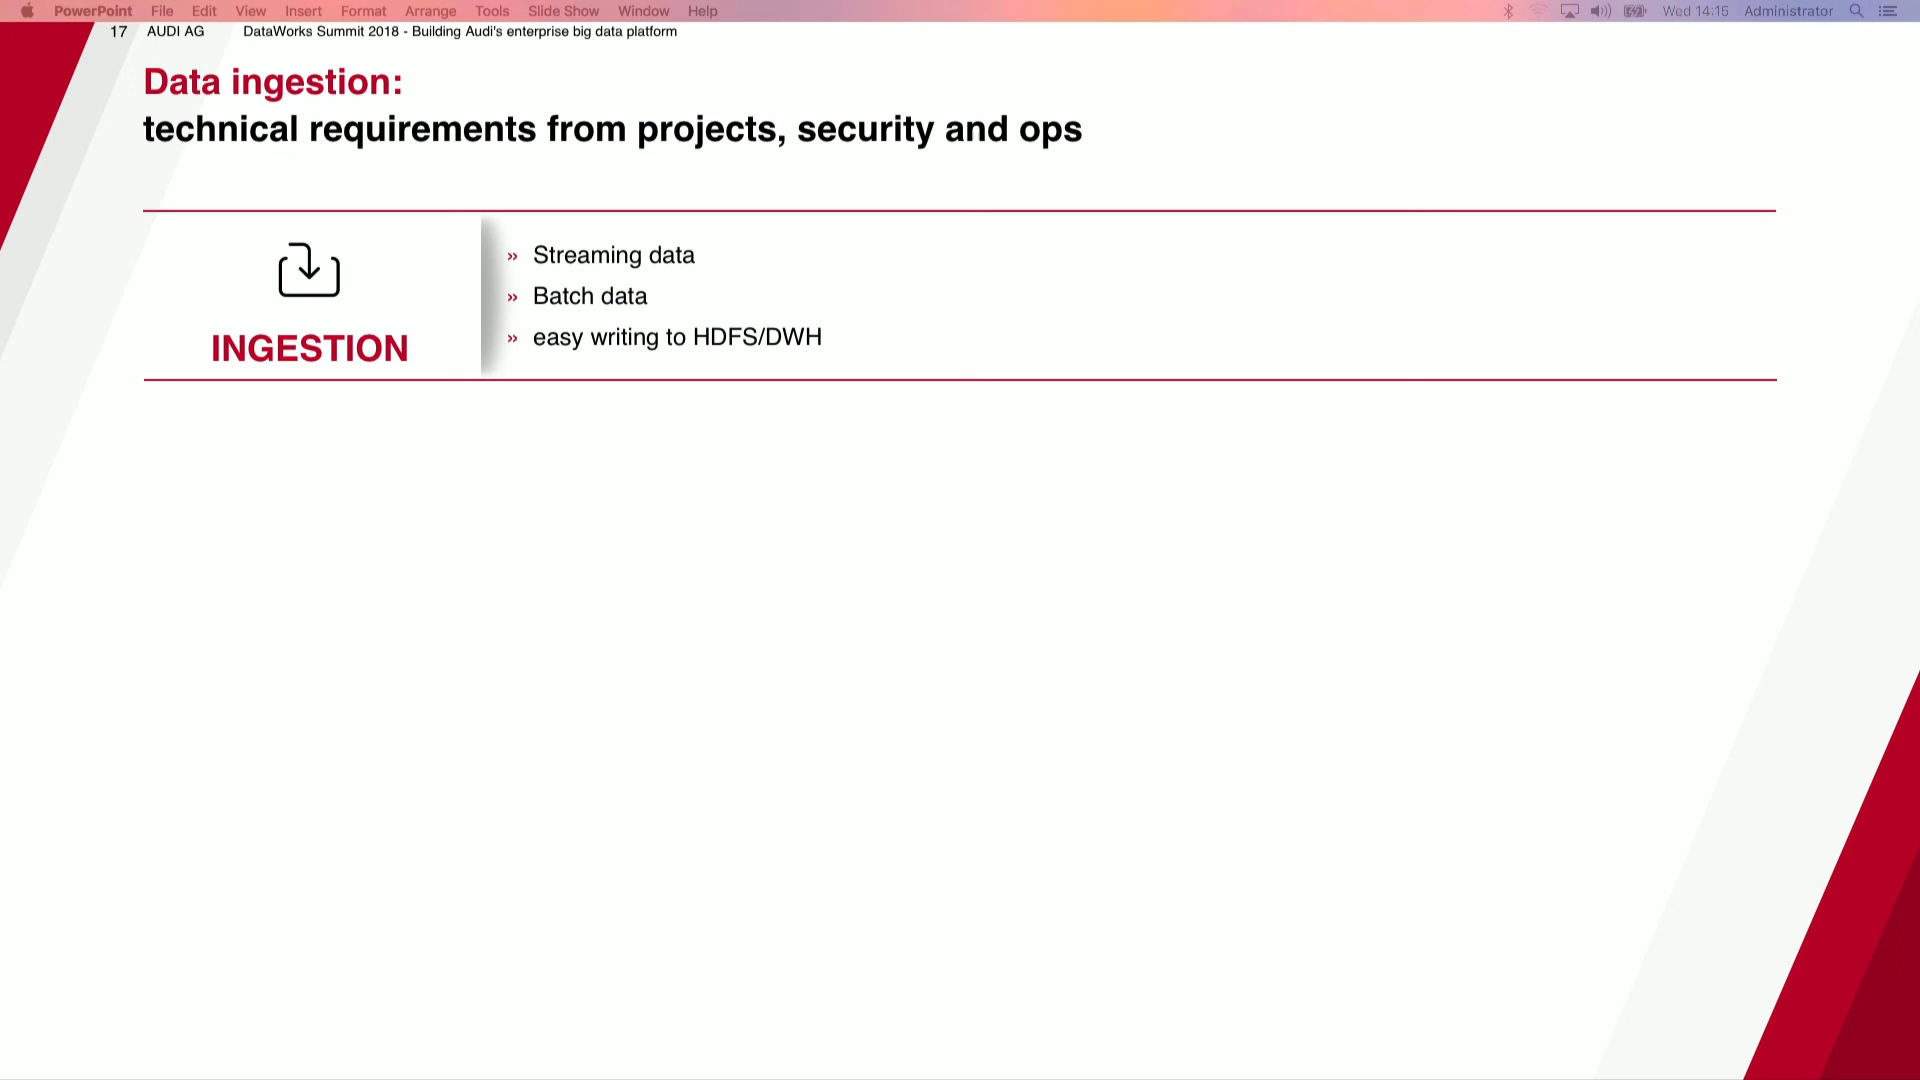 PowerPoint File Edit View Insert Format Arrange Tools Slide Show Window Help Wed 14:15 Administrator
17 AUDI AG DataWorks Summit 2018 - Building Audi's enterprise big data platform
Data ingestion:
technical requirements from projects, security and ops
» Streaming data
» Batch data
» easy writing to HDFS/DWH
INGESTION